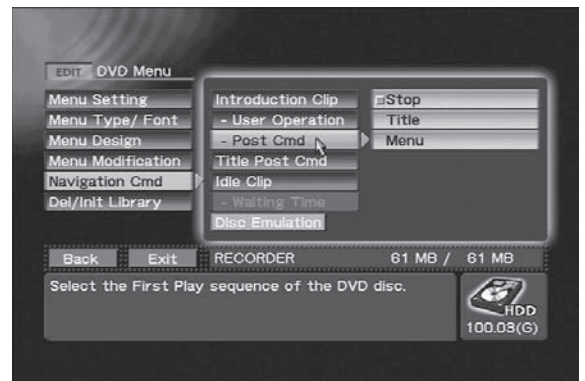 EDIT DVD Menu
Menu Setting
Menu Type/ Font
Menu Design
Menu Modification
Navigation Cmd
Del/Init Library
Introduction Clip
- User Operation
- Post Cmd
Title Post Cmd
Idle Clip
- Waiting Time
Disc Emulation
Stop
Title
Menu
Back Exit RECORDER 61 MB / 61 MB
Select the First Play sequence of the DVD disc.
HDD
100.03(G)